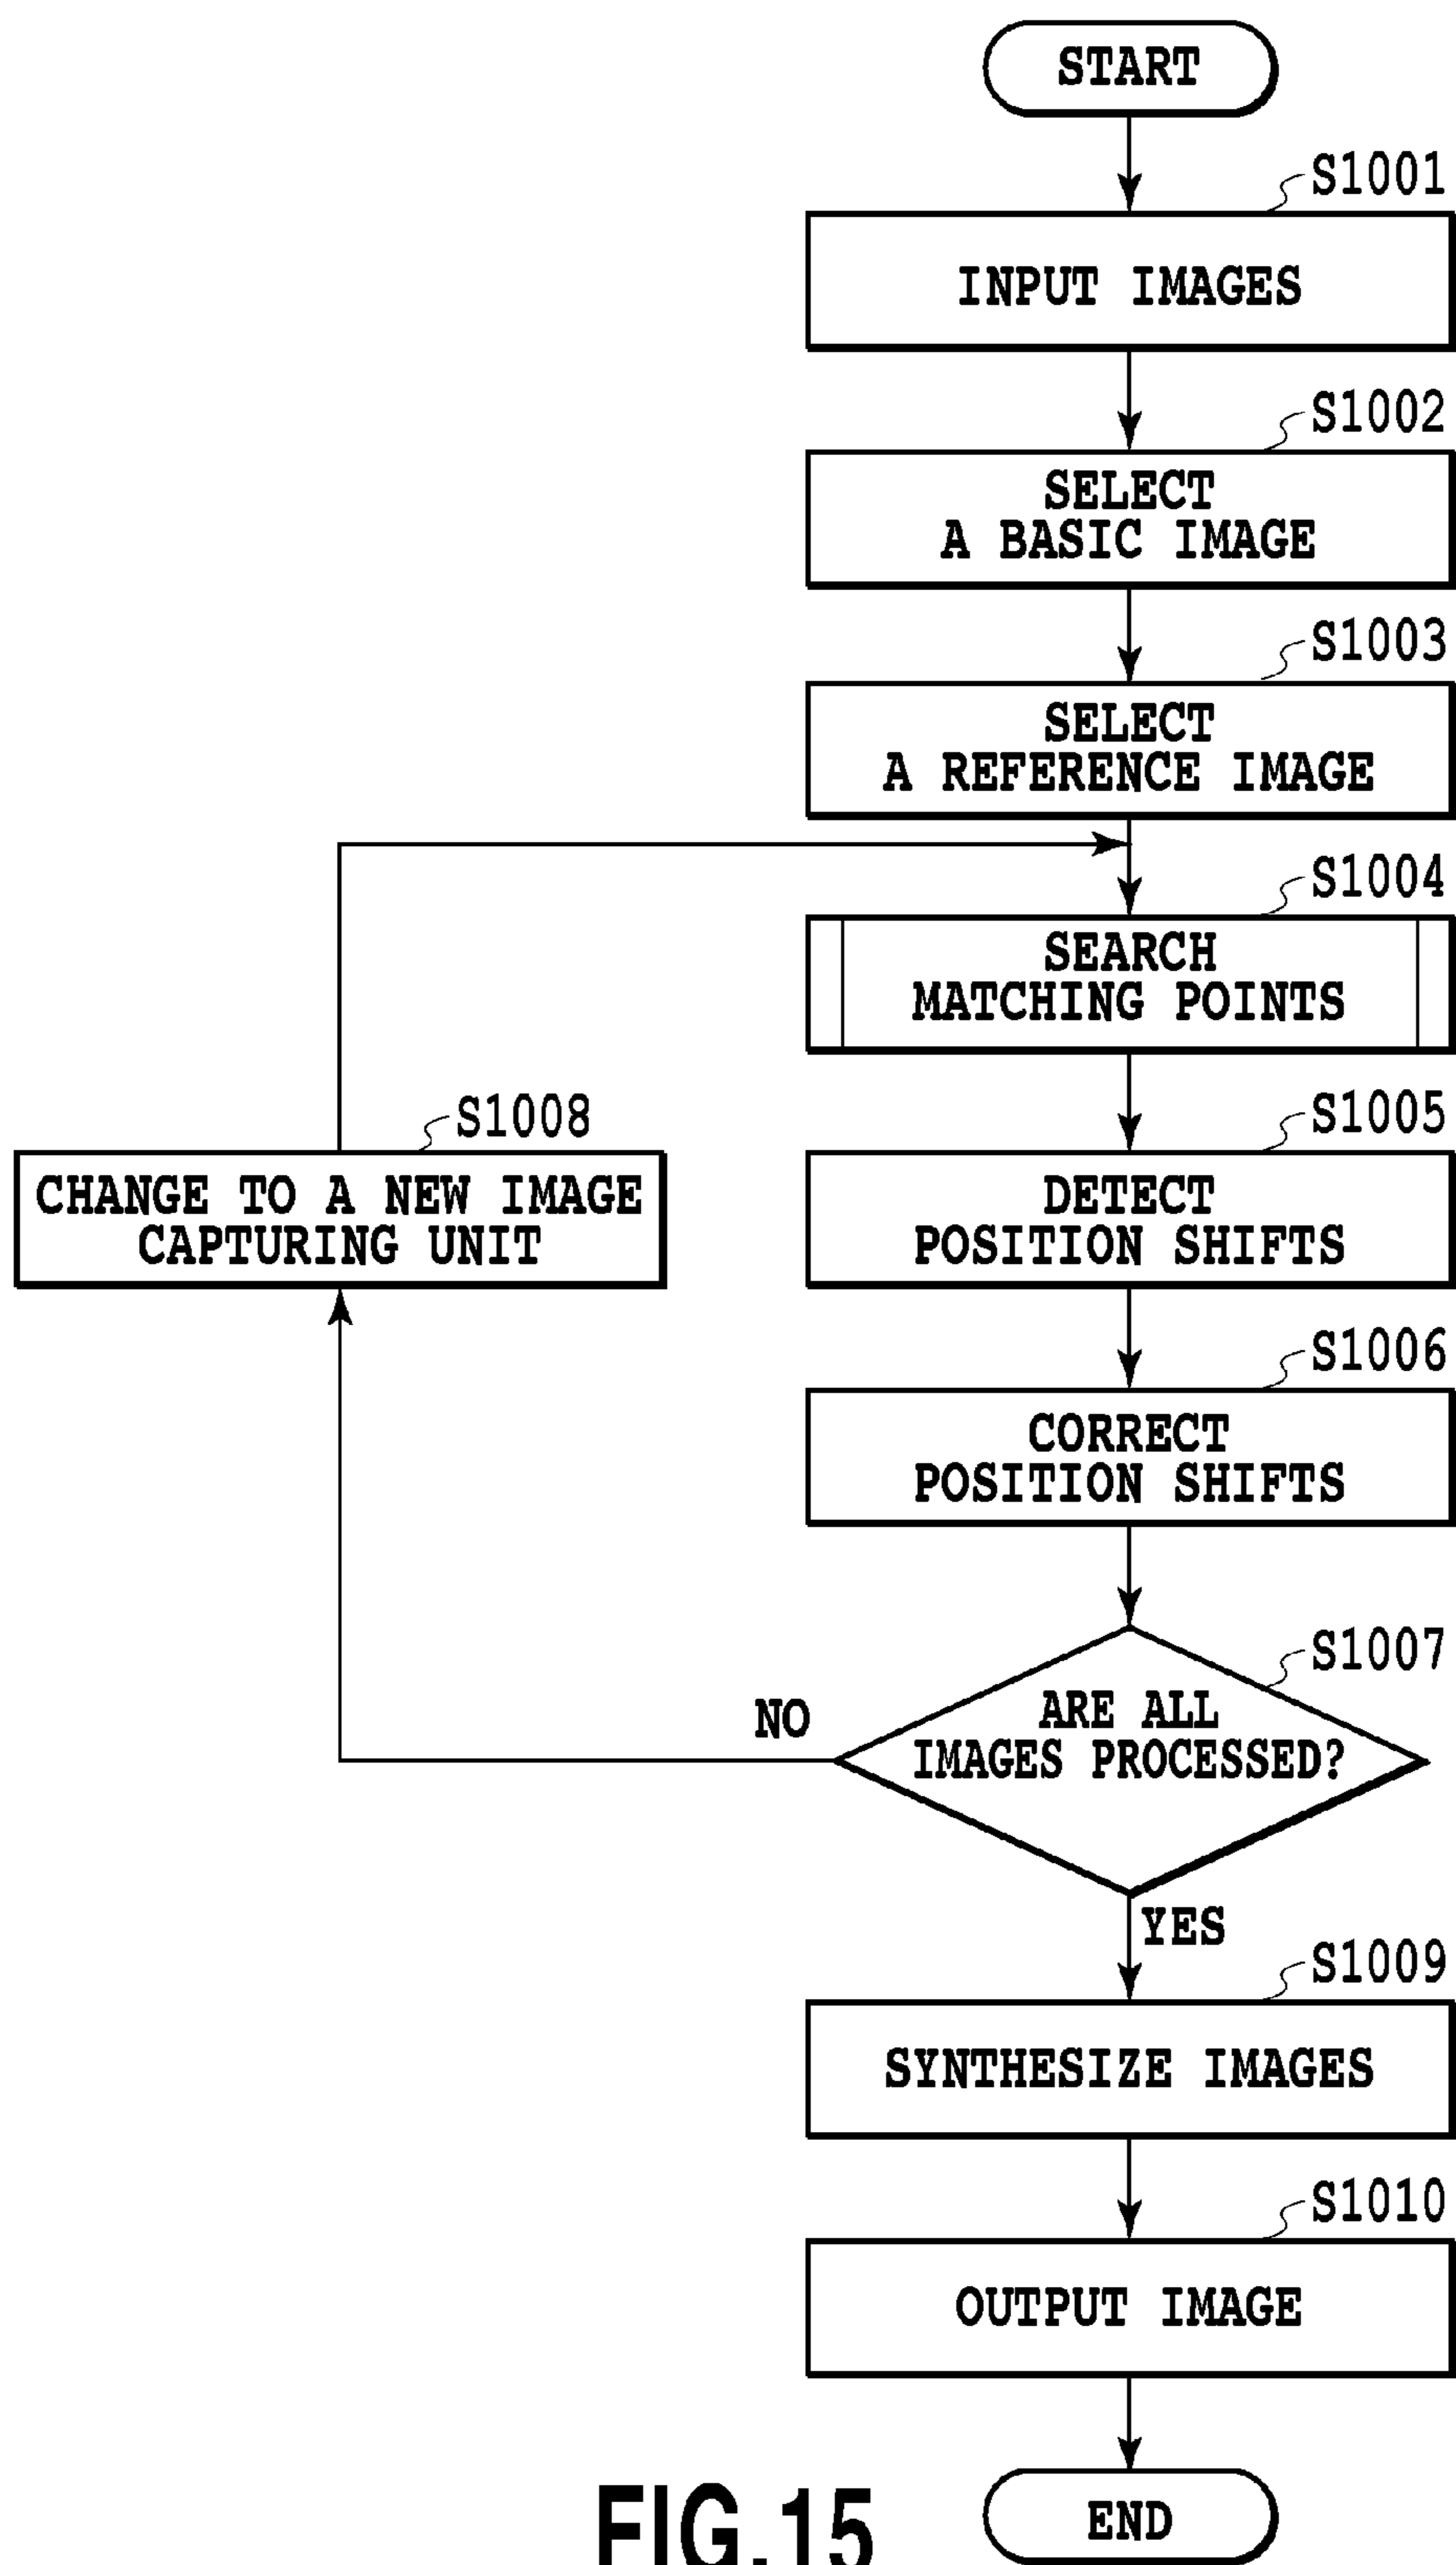 START
S1001
INPUT IMAGES
S1002
SELECT
A BASIC IMAGE
S1003
SELECT
A REFERENCE IMAGE
S1004
SEARCH
MATCHING POINTS
S1008
CHANGE TO A NEW IMAGE
CAPTURING UNIT
S1005
DETECT
POSITION SHIFTS
S1006
CORRECT
POSITION SHIFTS
S1007
ARE ALL
IMAGES PROCESSED?
NO
YES
S1009
SYNTHESIZE IMAGES
S1010
OUTPUT IMAGE
END
FIG.15